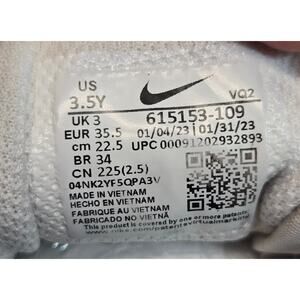 US
3.5Y VQ2
UK 3 615153-109
EUR 35.5 01/04/23 01/31/23
cm 22.5 UPC 00091202932893
BR 34
CN 225(2.5)
04NK2YF5QPA3V
MADE IN VIETNAM
HECHO EN VIETNAM
FABRIQUE AU VIETNAM
FABRICADO NO VIETNÃ